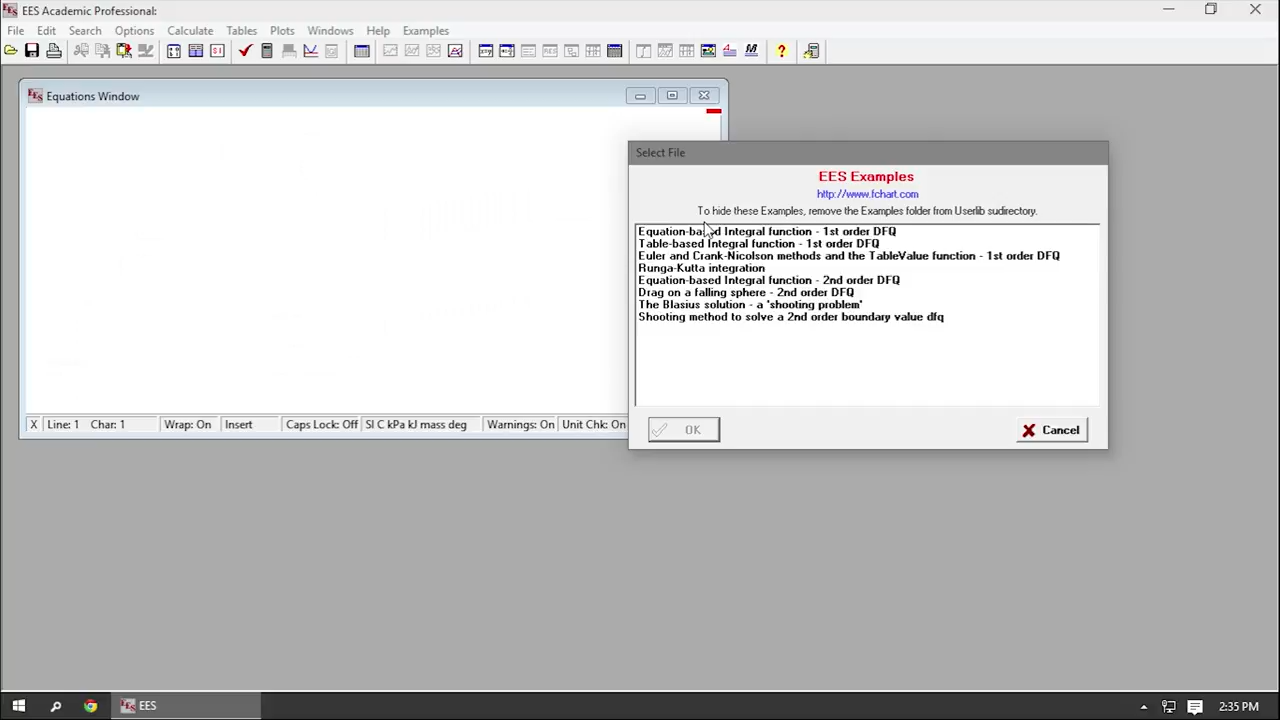 EES Academic Professional:
File Edit Search Options Calculate Tables Plots Windows Help Examples
Equations Window
Select File
EES Examples
http://www.fchart.com
To hide these Examples, remove the Examples folder from Userlib sudirectory.
Equation-based Integral function - 1st order DFQ
Table-based Integral function - 1st order DFQ
Euler and Crank-Nicolson methods and the TableValue function - 1st order DFQ
Runga-Kutta integration
Equation-based Integral function - 2nd order DFQ
Drag on a falling sphere - 2nd order DFQ
The Blasius solution - a 'shooting problem'
Shooting method to solve a 2nd order boundary value dfq
OK Cancel
X Line: 1 Char: 1 Wrap: On Insert Caps Lock: Off SI C kPa kJ mass deg Warnings: On Unit Chk: On
EES 2:35 PM